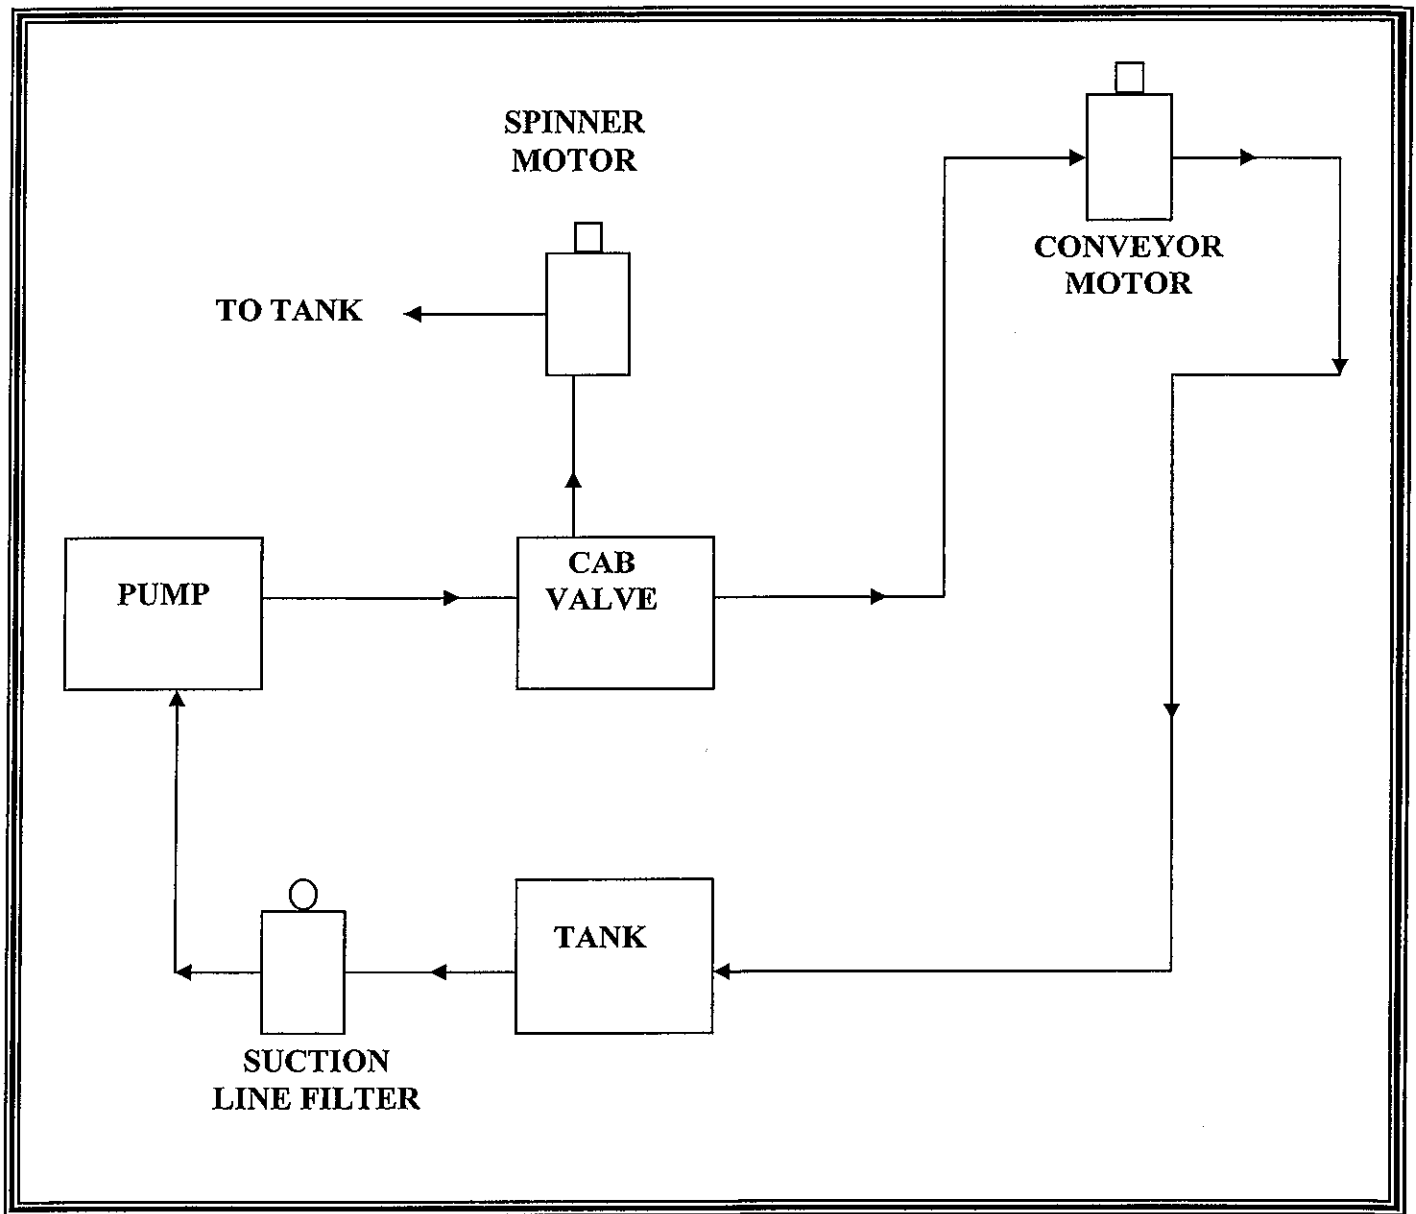 SPINNER
MOTOR
CONVEYOR
MOTOR
TO TANK
PUMP
CAB
VALVE
TANK
SUCTION
LINE FILTER